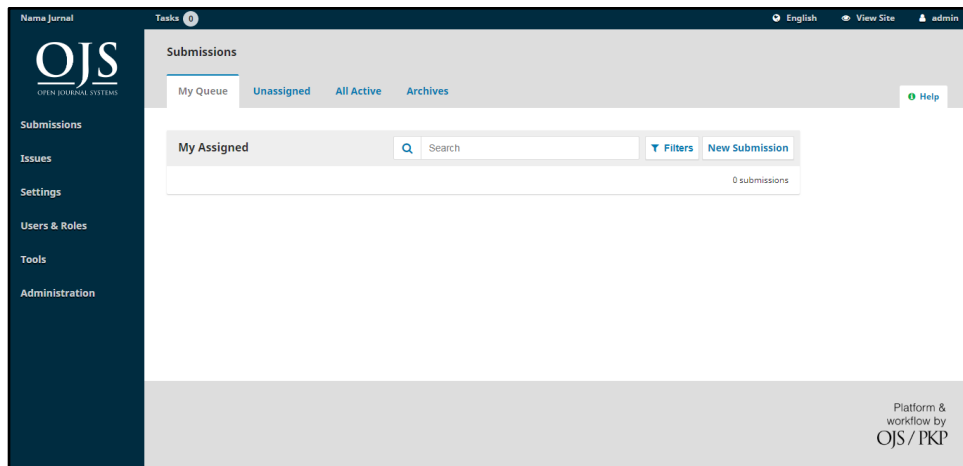 Nama Jurnal Tasks 0 English View Site admin
OJS
OPEN JOURNAL SYSTEMS
Submissions
Issues
Settings
Users & Roles
Tools
Administration
Submissions
My Queue Unassigned All Active Archives
Help
My Assigned Search Filters New Submission
0 submissions
Platform &
workflow by
OJS / PKP